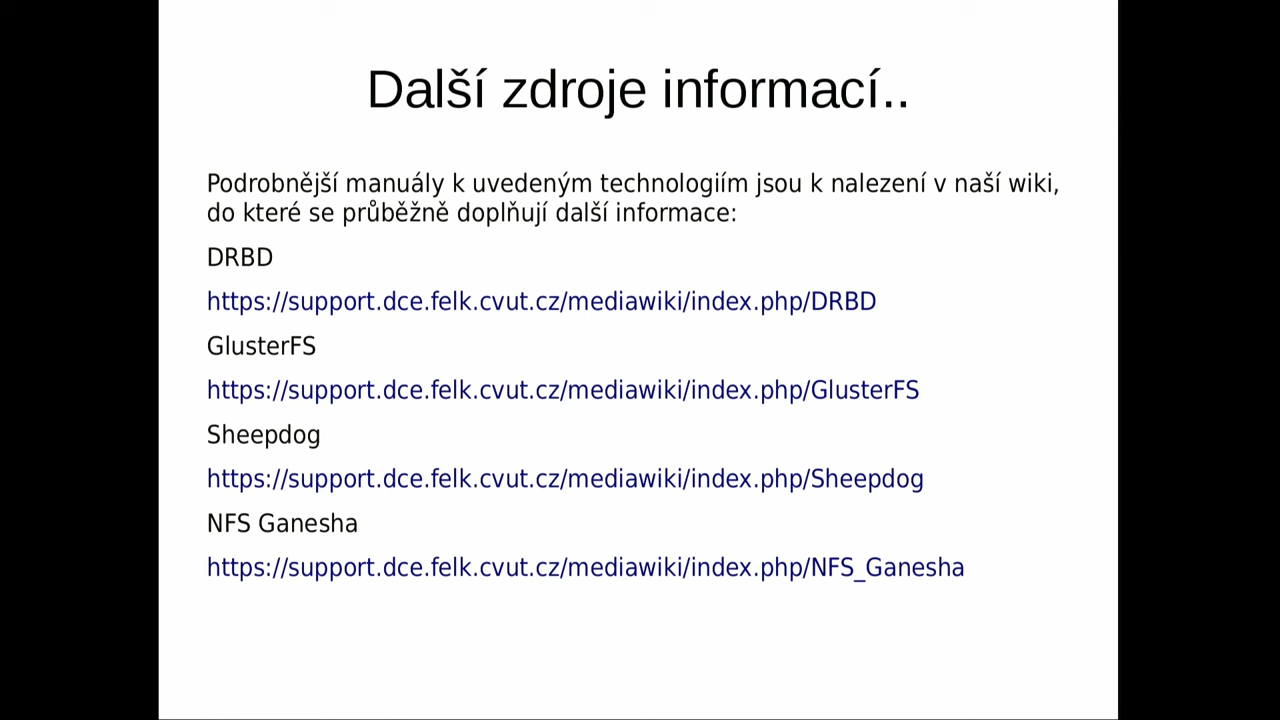 Další zdroje informací..
Podrobnější manuály k uvedeným technologiím jsou k nalezení v naší wiki,
do které se průběžně doplňují další informace:
DRBD
https://support.dce.felk.cvut.cz/mediawiki/index.php/DRBD
GlusterFS
https://support.dce.felk.cvut.cz/mediawiki/index.php/GlusterFS
Sheepdog
https://support.dce.felk.cvut.cz/mediawiki/index.php/Sheepdog
NFS Ganesha
https://support.dce.felk.cvut.cz/mediawiki/index.php/NFS_Ganesha